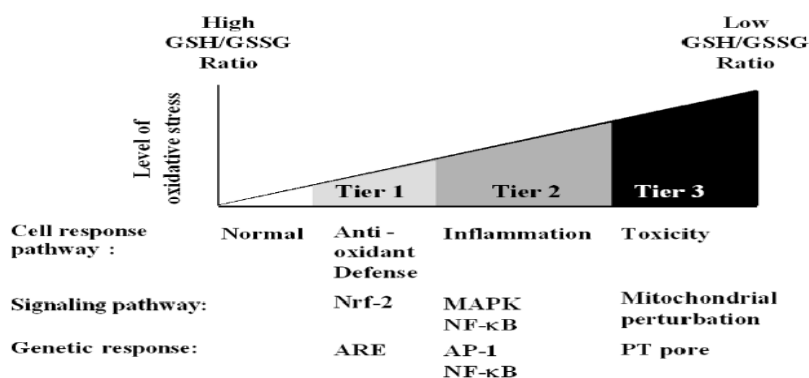 High
GSH/GSSG
Ratio
Low
GSH/GSSG
Ratio
Level of
oxidative stress
Tier 1
Tier 2
Tier 3
Cell response
pathway :
Normal
Anti -
oxidant
Defense
Inflammation
Toxicity
Signaling pathway:
Nrf-2
MAPK
NF-κB
Mitochondrial
perturbation
Genetic response:
ARE
AP-1
NF-κB
PT pore